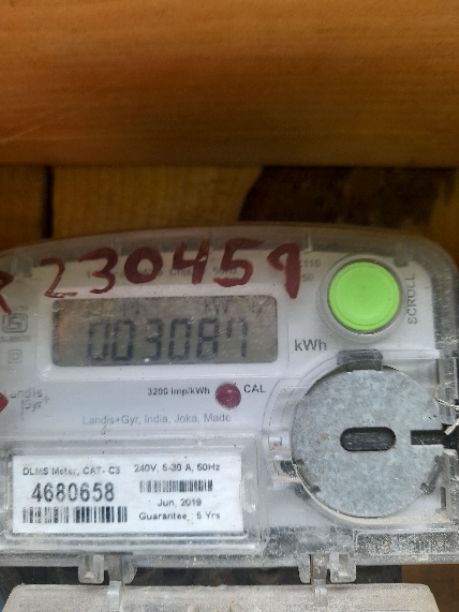 230459
SCROLL
003087
kWh
3200 imp/kWh CAL
Landis+Gyr, India, Joka, Made
DLMS Meter, CAT- C3 240V, 5-30 A, 50Hz
4680658
Jun, 2019
Guarantee : 5 Yrs